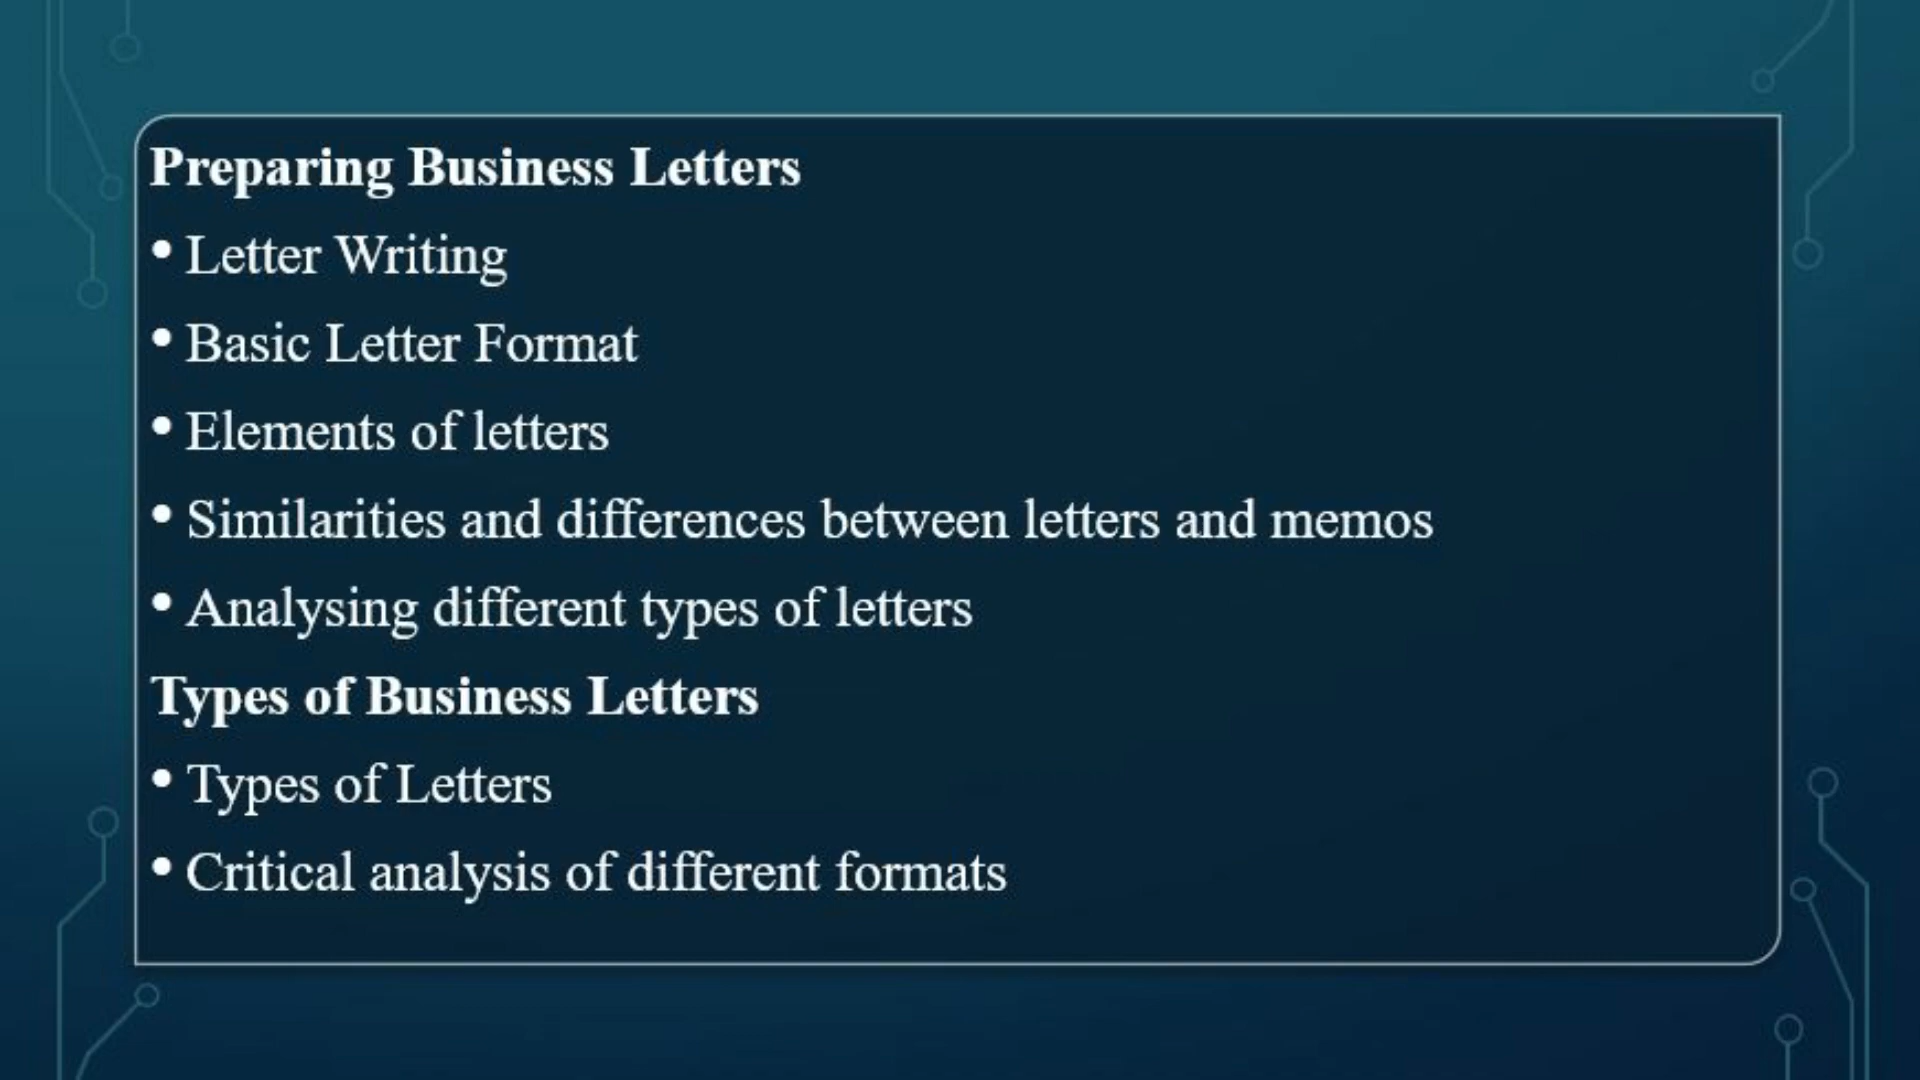 Preparing Business Letters
• Letter Writing
• Basic Letter Format
• Elements of letters
• Similarities and differences between letters and memos
• Analysing different types of letters
Types of Business Letters
• Types of Letters
• Critical analysis of different formats